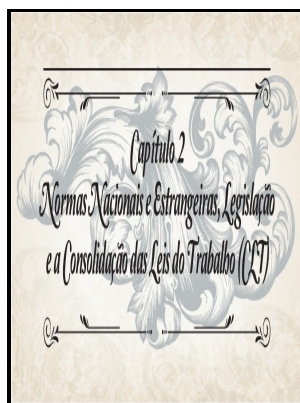 Capítulo 2
Normas Nacionais e Estrangeiras, Legislação
e a Consolidação das Leis do Trabalho (CLT)